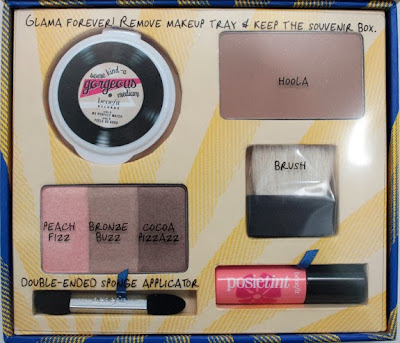 GLAMA FOREVER! REMOVE MAKEUP TRAY & KEEP THE SOUVENIR BOX.
some kind-a
gorgeous
medium
benefit
HOOLA
BRUSH
PEACH
FIZZ
BRONZE
BUZZ
COCOA
PIZZAZZ
DOUBLE-ENDED SPONGE APPLICATOR
benefit
posietint
benefit